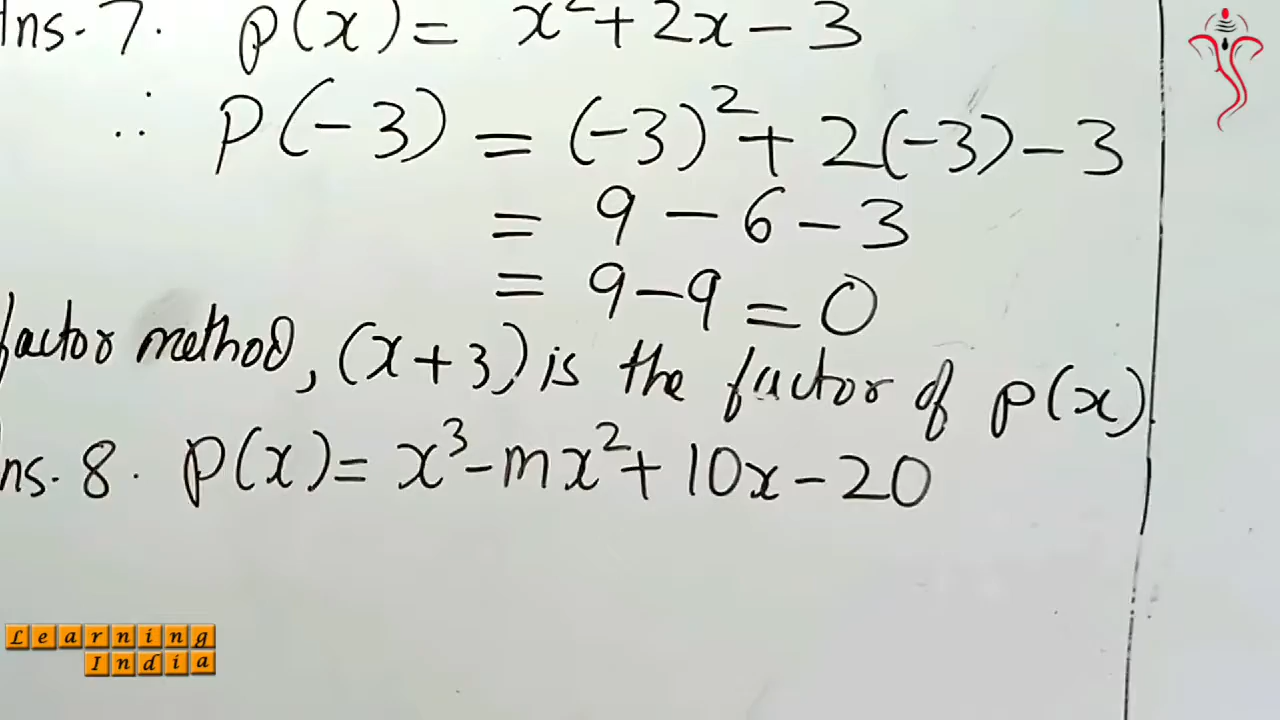 Ans. 7. p(x) = x²+2x-3
∴ P(-3) = (-3)²+ 2(-3)-3
= 9 - 6 - 3
= 9-9 = 0
factor method, (x+3) is the factor of p(x).
Ans. 8. p(x)= x³-mx²+10x-20
Learning
India